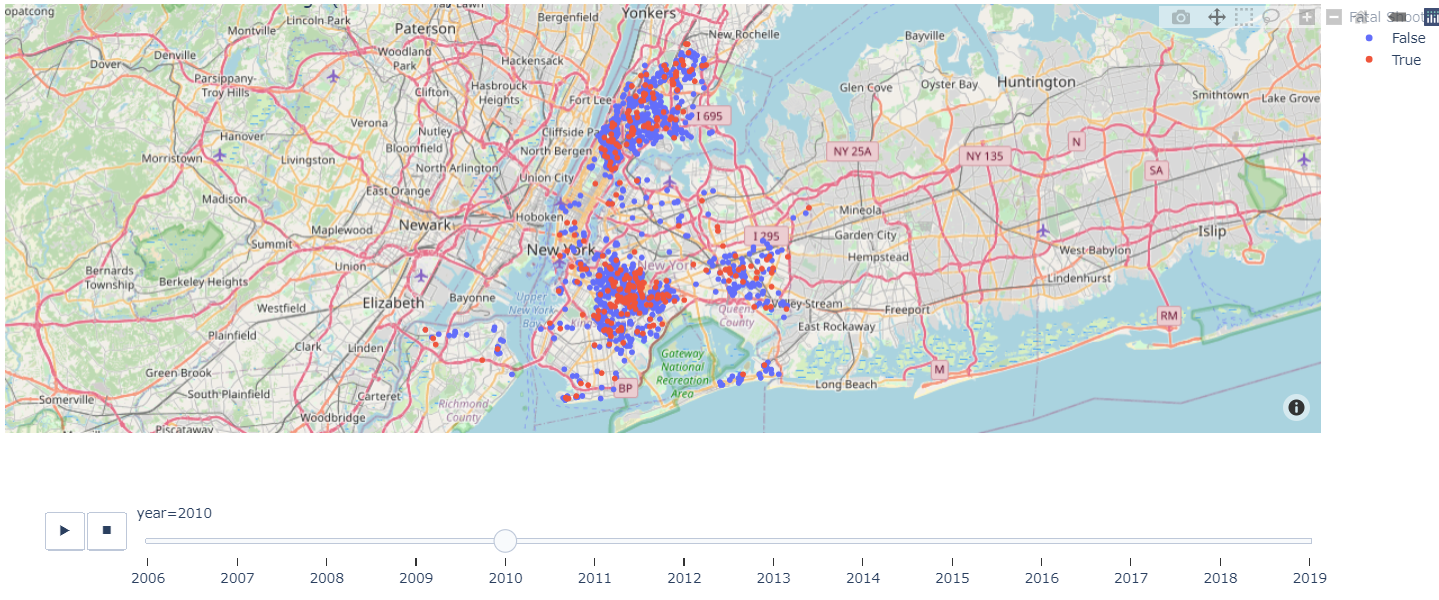 opatcong
Lincoln Park
Paterson
Bergenfield
Yonkers
New Rochelle
Montville
Denville
Dover
Parsippany-
Troy Hills
Woodland
Park
Hackensack
Clifton
Hasbrouck
Heights
Fort Lee
Bayville
Glen Cove
Oyster Bay
Huntington
Smithtown
Lake Grove
Fatal Shoot
False
True
I 695
Verona
Nutley
Cliffside Pa
Hanover
Bloomfield
North Bergen
Morristown
Livingston
North Arlington
NY 25A
NY 135
N
SA
Union City
Madison
East Orange
Hoboken
Maplewood
Newark
Mineola
Summit
New York
New York
I 295
Garden City
Islip
Union
Hempstead
West Babylon
Bernards
Township
Berkeley Heights
Lindenhurst
Elizabeth
Bayonne
Upper
New York
Bay
Valley Stream
Westfield
Queens
County
Freeport
RM
East Rockaway
Plainfield
Clark
Linden
Gateway
National
Recreation
Area
Green Brook
M
South Plainfield
Carteret
BP
Long Beach
Somerville
Richmond
County
Woodbridge
Piscataway
year=2010
2006 2007 2008 2009 2010 2011 2012 2013 2014 2015 2016 2017 2018 2019